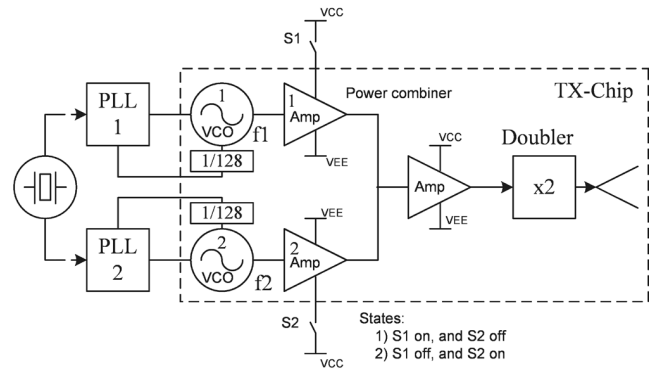 VCC
S1
TX-Chip
PLL
1
1
VCO
f1
1/128
1
Amp
VEE
Power combiner
VCC
Amp
VEE
Doubler
x2
PLL
2
1/128
2
VCO
f2
VEE
2
Amp
S2
VCC
States:
1) S1 on, and S2 off
2) S1 off, and S2 on